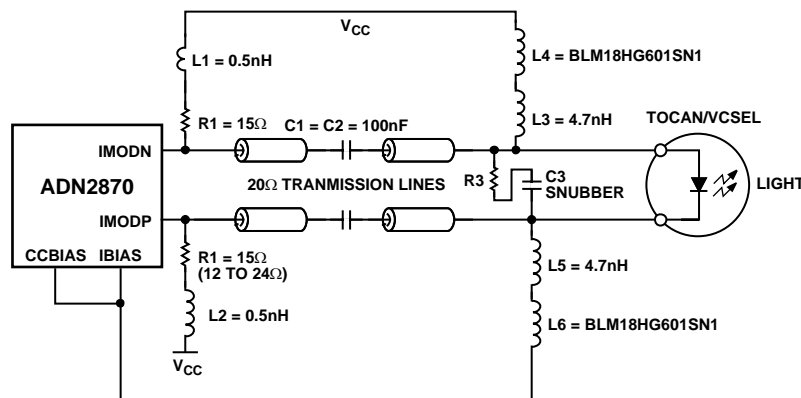 VCC
L1 = 0.5nH
L4 = BLM18HG601SN1
R1 = 15Ω
C1 = C2 = 100nF
L3 = 4.7nH
TOCAN/VCSEL
IMODN
ADN2870
20Ω TRANMISSION LINES
R3
C3
SNUBBER
LIGHT
IMODP
CCBIAS IBIAS
R1 = 15Ω
(12 TO 24Ω)
L5 = 4.7nH
L2 = 0.5nH
L6 = BLM18HG601SN1
VCC